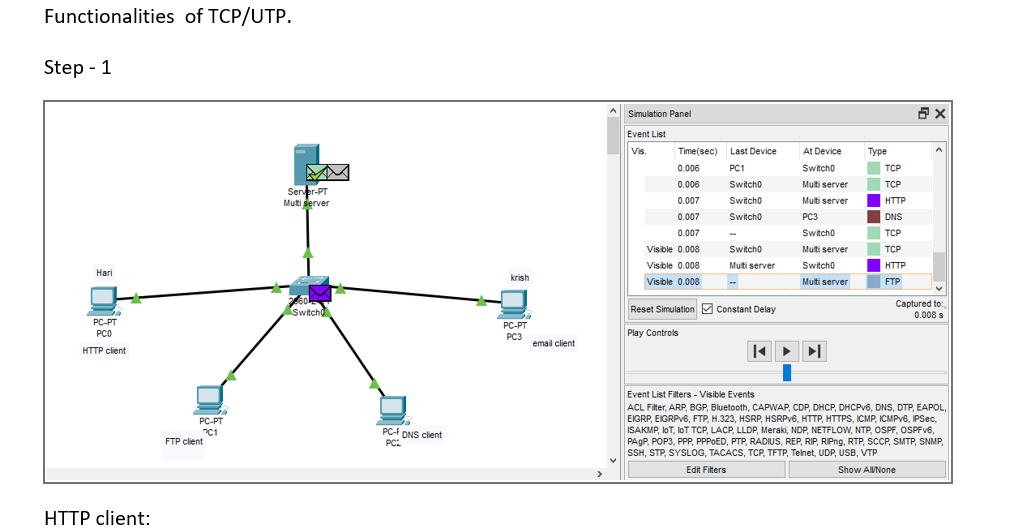 Functionalities of TCP/UTP.
Step - 1
Simulation Panel
Event List
Vis. Time(sec) Last Device At Device Type
0.006 PC1 Switch0 TCP
0.006 Switch0 Multi server TCP
0.007 Switch0 Multi server HTTP
0.007 Switch0 PC3 DNS
0.007 -- Switch0 TCP
Visible 0.008 Switch0 Multi server TCP
Visible 0.008 Multi server Switch0 HTTP
Visible 0.008 -- Multi server FTP
Reset Simulation Constant Delay
Captured to:
0.008 s
Play Controls
Event List Filters - Visible Events
ACL Filter, ARP, BGP, Bluetooth, CAPWAP, CDP, DHCP, DHCPv6, DNS, DTP, EAPOL,
EIGRP, EIGRPv6, FTP, H.323, HSRP, HSRPv6, HTTP, HTTPS, ICMP, ICMPv6, IPSec,
ISAKMP, IoT, IoT TCP, LACP, LLDP, Meraki, NDP, NETFLOW, NTP, OSPF, OSPFv6,
PAgP, POP3, PPP, PPPoED, PTP, RADIUS, REP, RIP, RIPng, RTP, SCCP, SMTP, SNMP,
SSH, STP, SYSLOG, TACACS, TCP, TFTP, Telnet, UDP, USB, VTP
Edit Filters Show All/None
Server-PT
Multi server
Hari
PC-PT
PC0
HTTP client
Switch0
krish
PC-PT
PC3
email client
PC-PT
PC1
FTP client
DNS client
HTTP client: